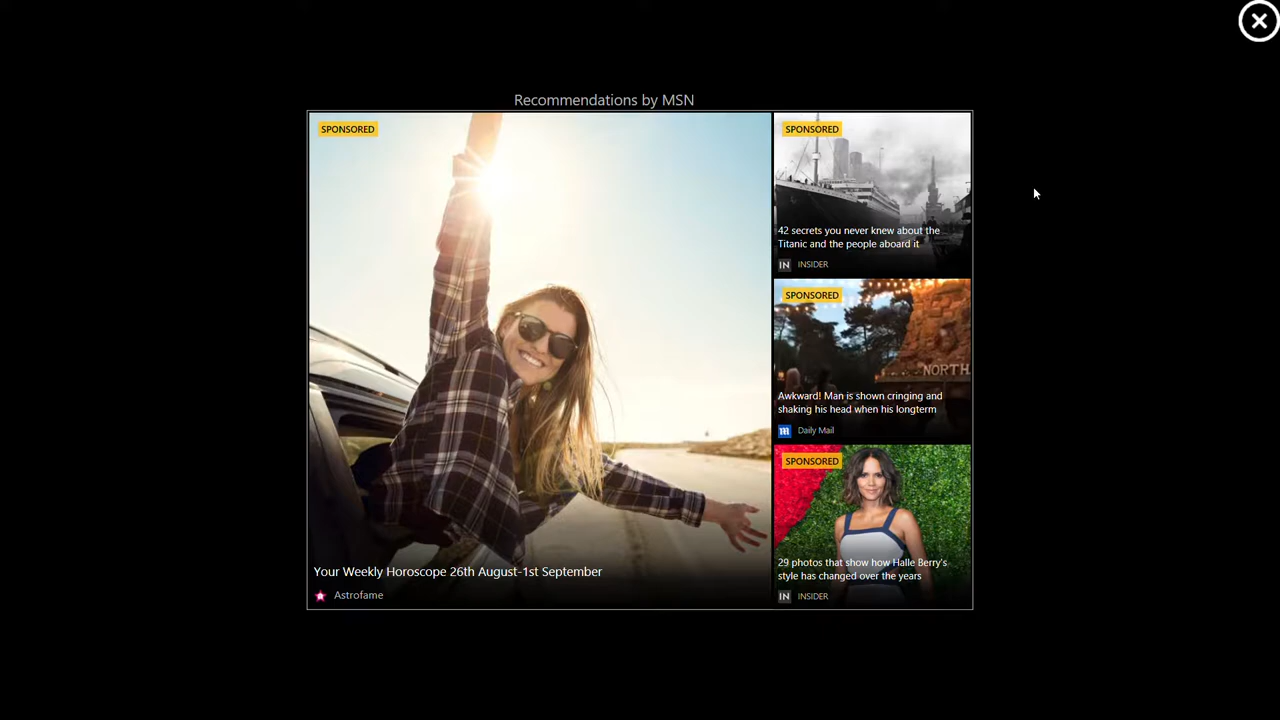 Recommendations by MSN
SPONSORED
Your Weekly Horoscope 26th August-1st September
Astrofame
SPONSORED
42 secrets you never knew about the
Titanic and the people aboard it
IN INSIDER
SPONSORED
NORTH
Awkward! Man is shown cringing and
shaking his head when his longterm
m Daily Mail
SPONSORED
29 photos that show how Halle Berry's
style has changed over the years
IN INSIDER